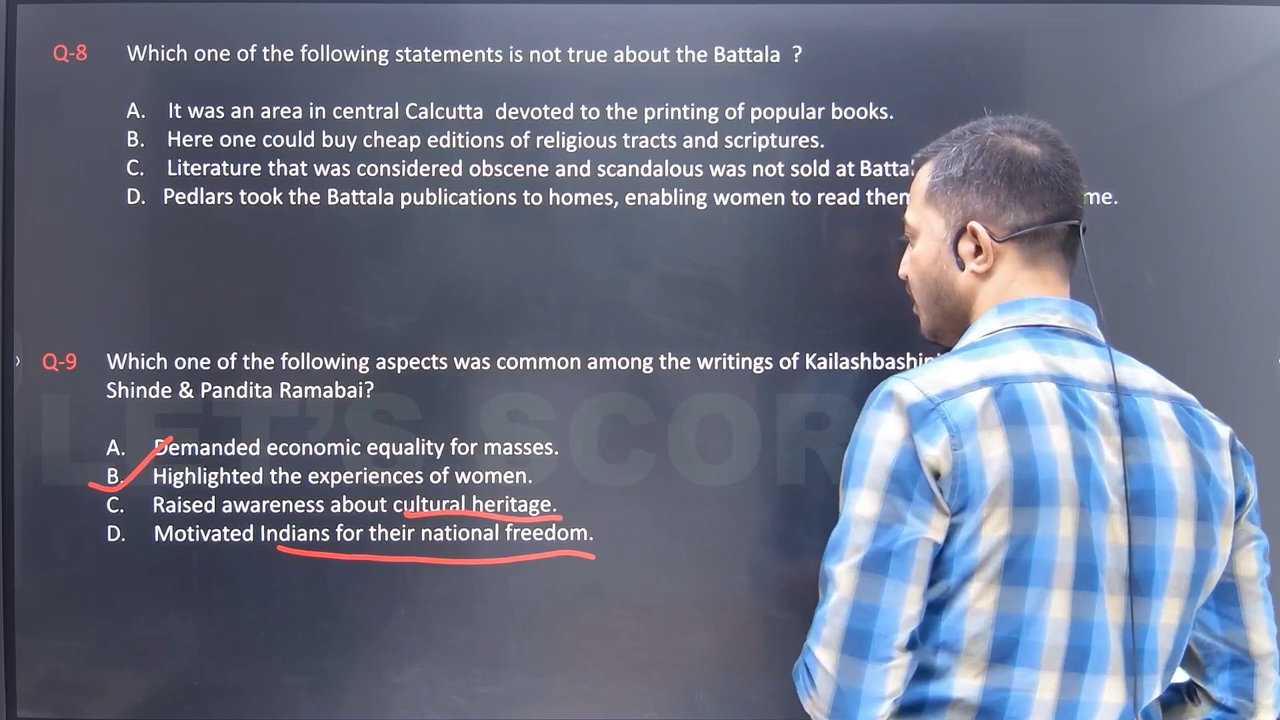 Q-8 Which one of the following statements is not true about the Battala ?
A. It was an area in central Calcutta devoted to the printing of popular books.
B. Here one could buy cheap editions of religious tracts and scriptures.
C. Literature that was considered obscene and scandalous was not sold at
D. Pedlars took the Battala publications to homes, enabling women to read
Q-9 Which one of the following aspects was common among the writings of
Shinde & Pandita Ramabai?
LET'S SCOR
A. Demanded economic equality for masses.
B. Highlighted the experiences of women.
C. Raised awareness about cultural heritage.
D. Motivated Indians for their national freedom.